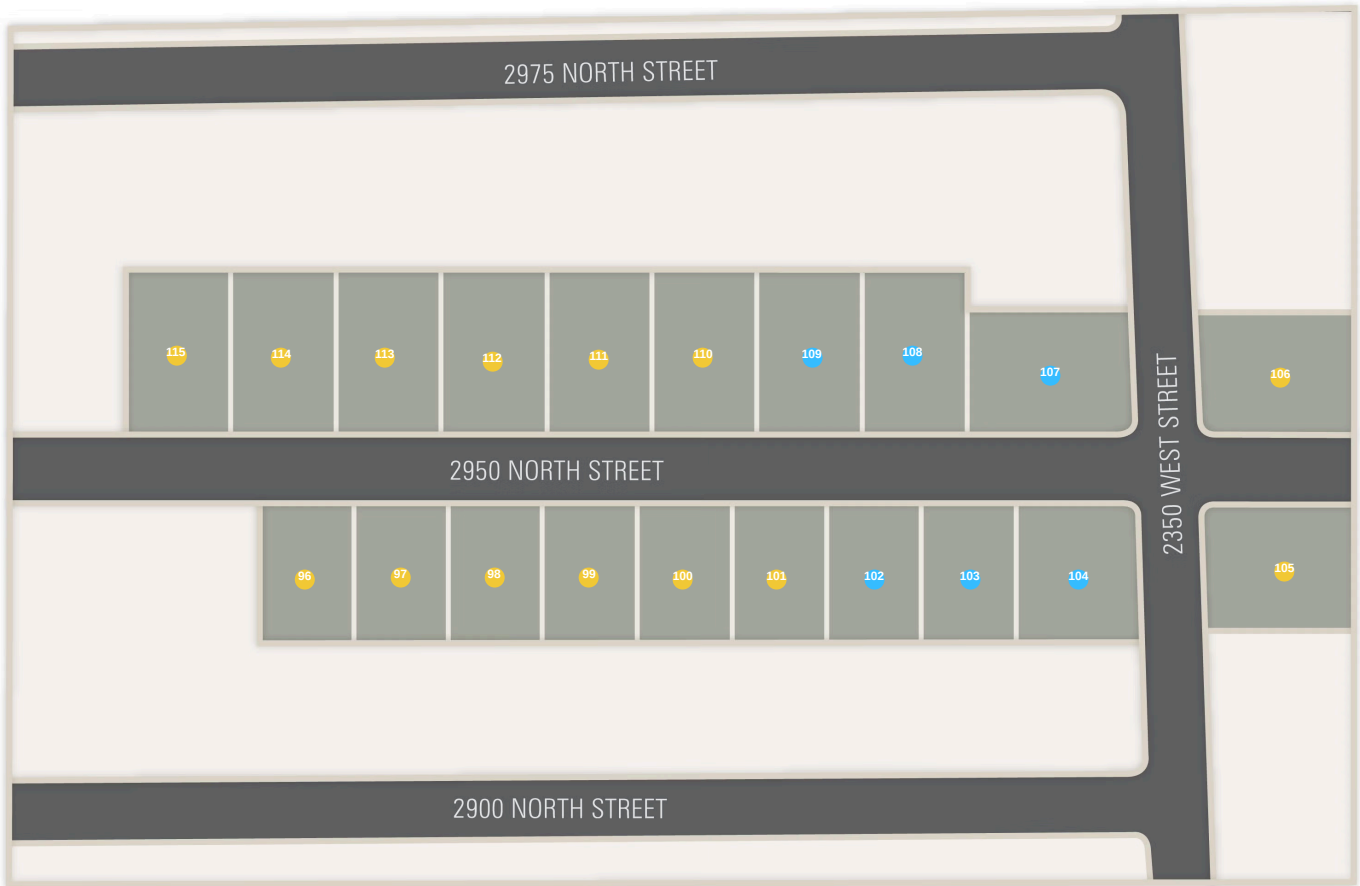 2975 NORTH STREET
115 114 113 112 111 110 109 108 107 106
2950 NORTH STREET
2350 WEST STREET
96 97 98 99 100 101 102 103 104 105
2900 NORTH STREET